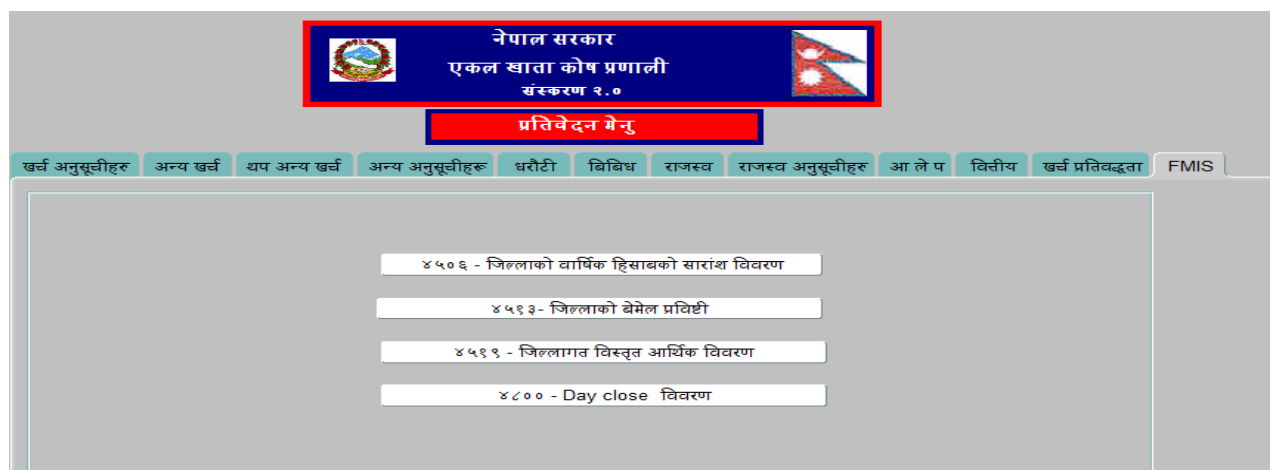 नेपाल सरकार
एकल खाता कोष प्रणाली
संस्करण २.०
प्रतिवेदन मेनु
खर्च अनुसूचीहरु अन्य खर्च थप अन्य खर्च अन्य अनुसूचीहरू धरौटी बिबिध राजस्व राजस्व अनुसूचीहरु आ ले प वित्तीय खर्च प्रतिवद्धता FMIS
४५०६ - जिल्लाको वार्षिक हिसाबको सारांश विवरण
४५१३- जिल्लाको बेमेल प्रविष्टी
४५१९ - जिल्लागत विस्तृत आर्थिक विवरण
४८०० - Day close विवरण